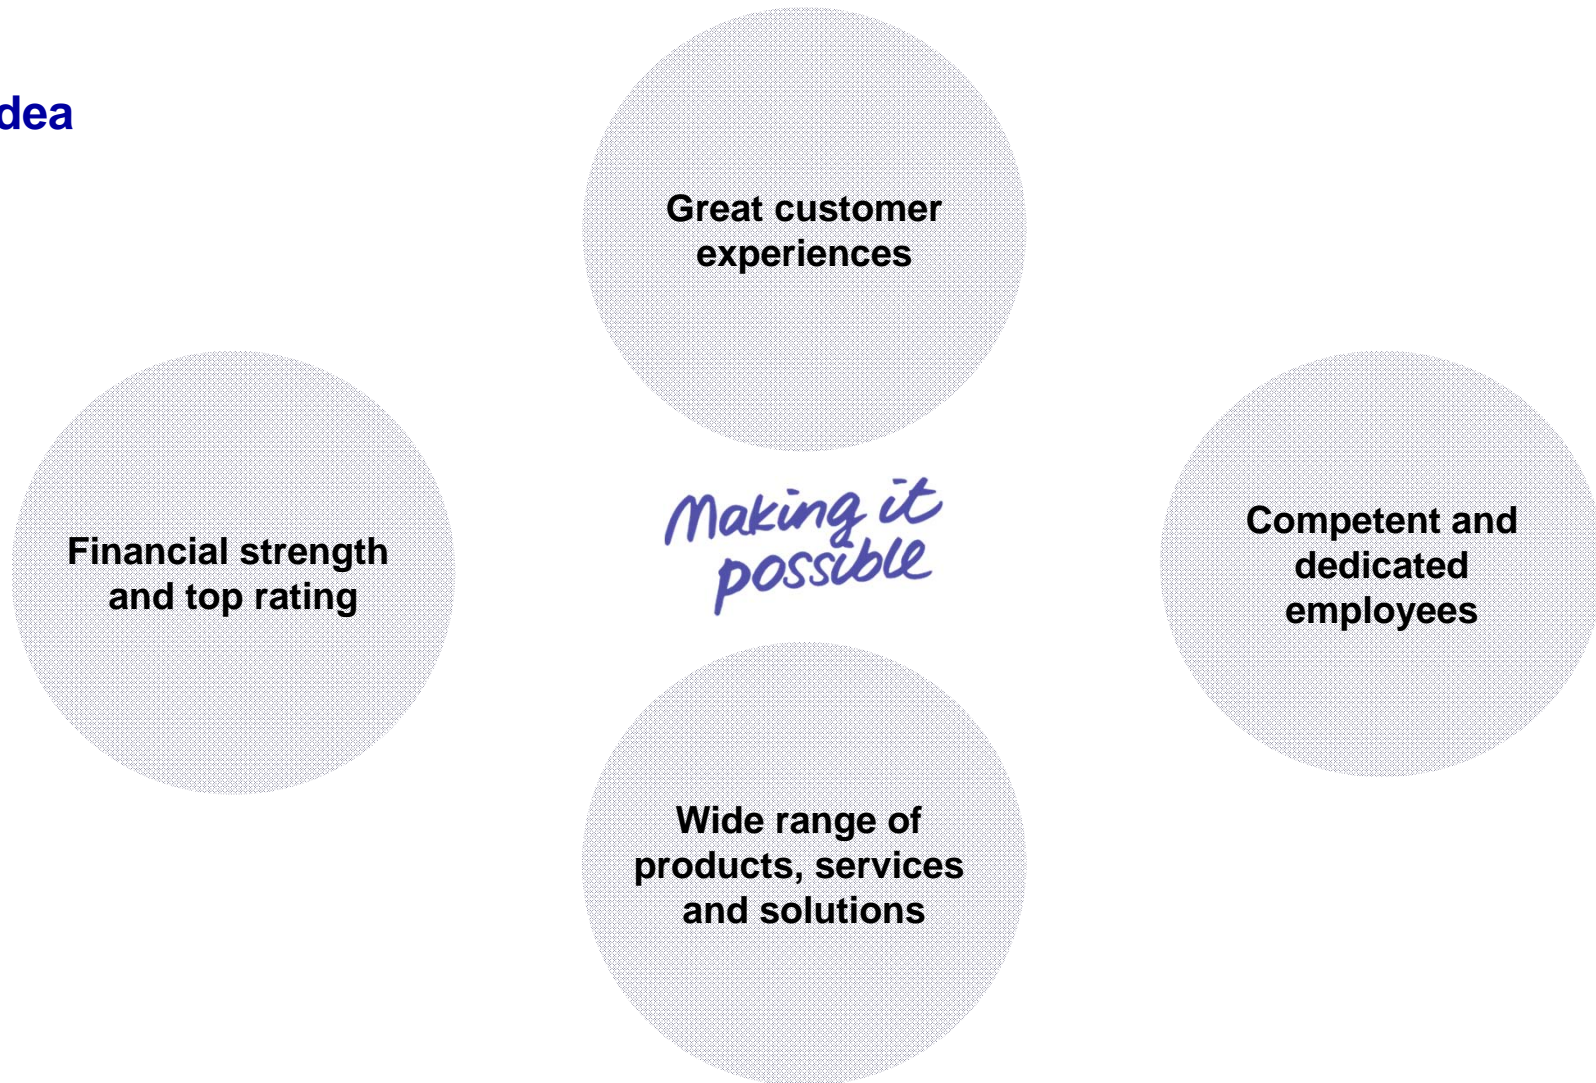 dea
Great customer
experiences
Financial strength
and top rating
Making it
possible
Competent and
dedicated
employees
Wide range of
products, services
and solutions